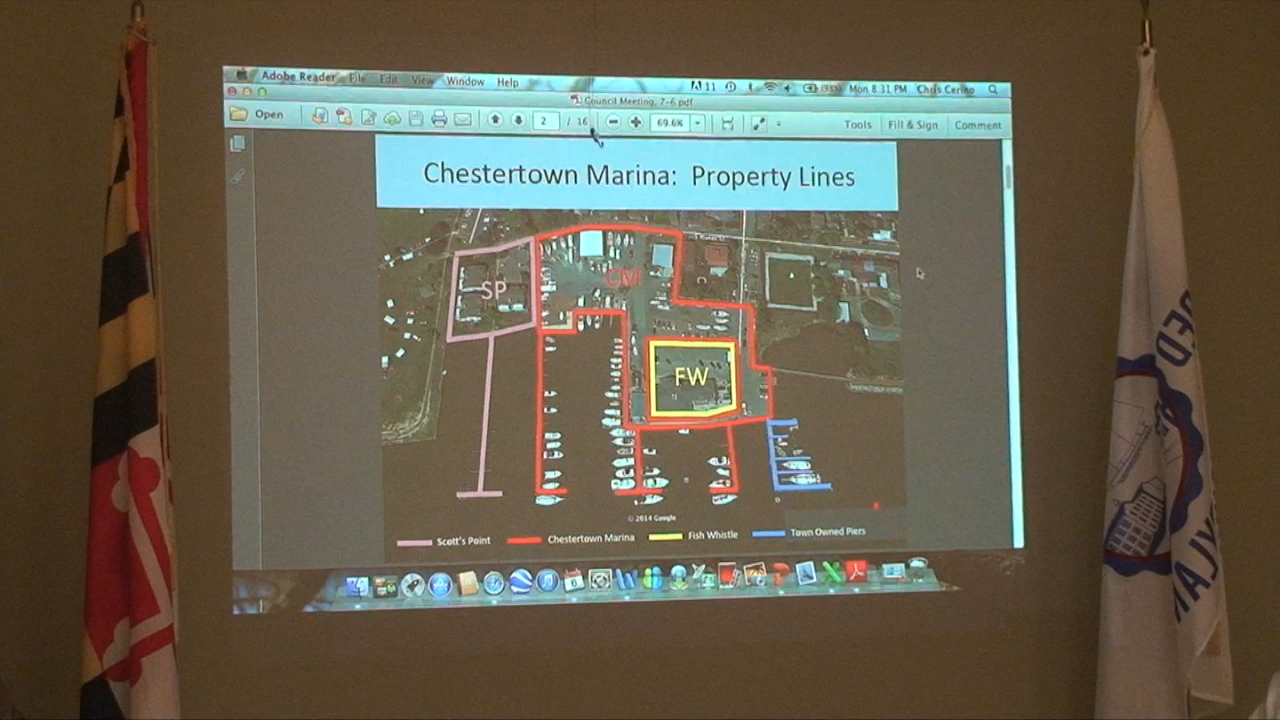 Adobe Reader File Edit View Window Help 11 Mon 8:31 PM Chris Cerino
Council Meeting, 7-6.pdf
Open 2 / 16 69.6% Tools Fill & Sign Comment
Chestertown Marina: Property Lines
SP
CM
FW
© 2014 Google
Scott's Point Chestertown Marina Fish Whistle Town Owned Piers